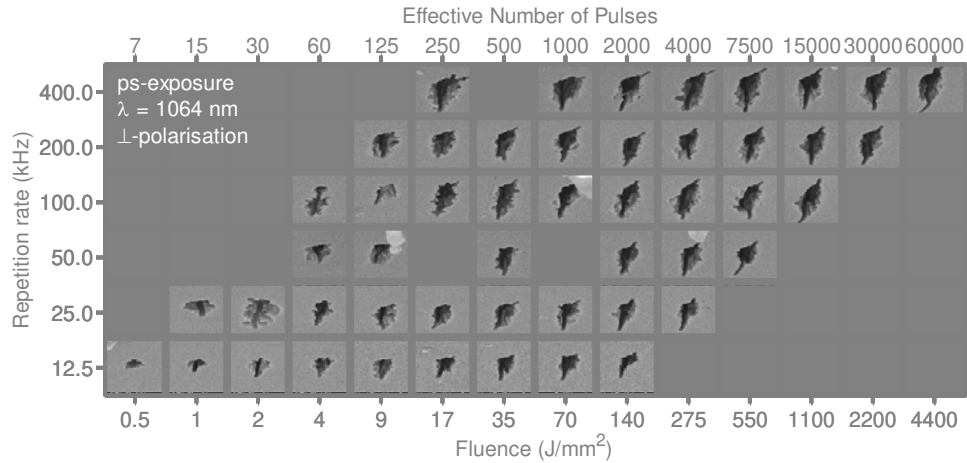 Effective Number of Pulses
7 15 30 60 125 250 500 1000 2000 4000 7500 15000 30000 60000
ps-exposure
λ = 1064 nm
⊥-polarisation
Repetition rate (kHz)
400.0
200.0
100.0
50.0
25.0
12.5
0.5 1 2 4 9 17 35 70 140 275 550 1100 2200 4400
Fluence (J/mm²)